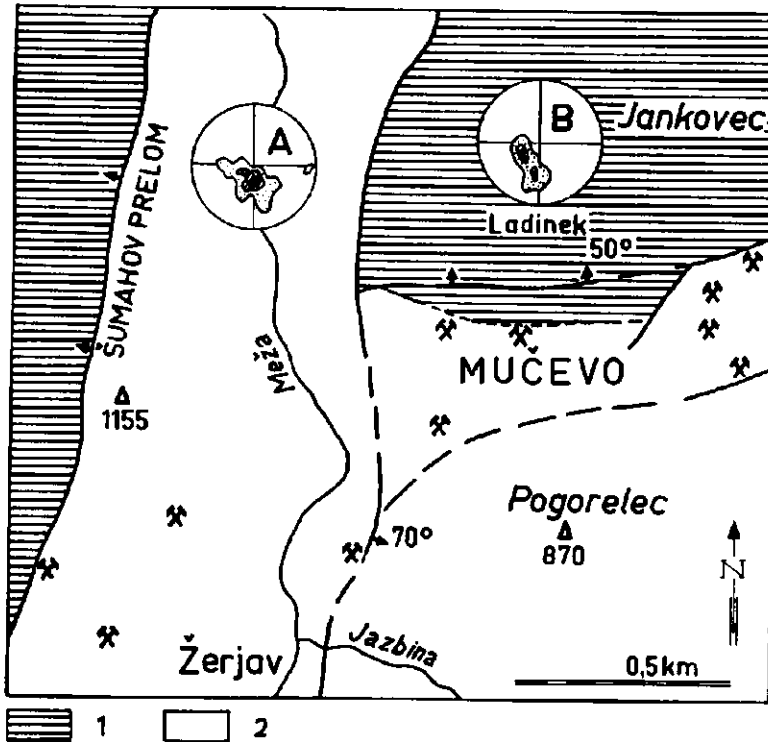 A
B
Jankovec
ŠUMAHOV PRELOM
Ladinek
50°
Meža
MUČEVO
1155
Pogorelec
70°
870
N
Žerjav
Jazbina
0,5km
1
2